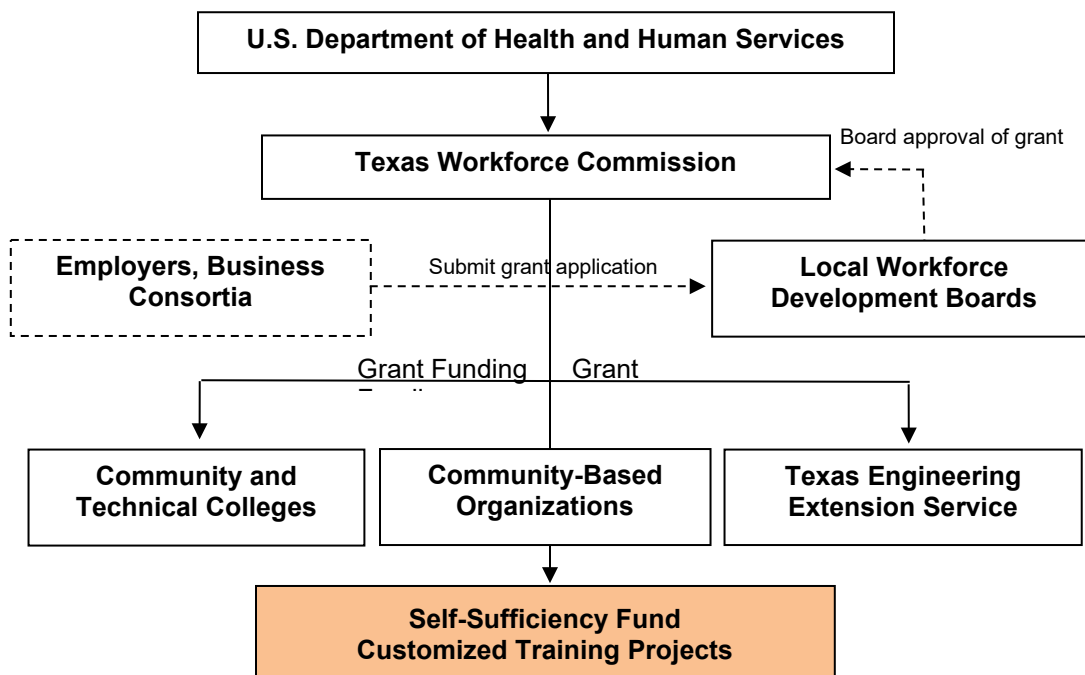 U.S. Department of Health and Human Services
Board approval of grant
Texas Workforce Commission
Employers, Business
Consortia
Submit grant application
Local Workforce
Development Boards
Grant Funding Grant
Community and
Technical Colleges
Community-Based
Organizations
Texas Engineering
Extension Service
Self-Sufficiency Fund
Customized Training Projects